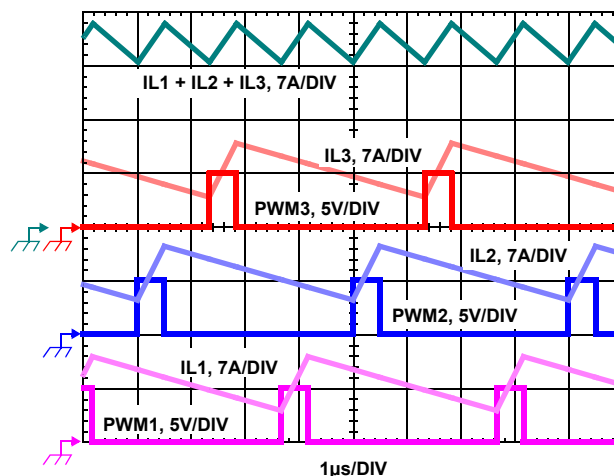 IL1 + IL2 + IL3, 7A/DIV
IL3, 7A/DIV
PWM3, 5V/DIV
IL2, 7A/DIV
PWM2, 5V/DIV
IL1, 7A/DIV
PWM1, 5V/DIV
1µs/DIV